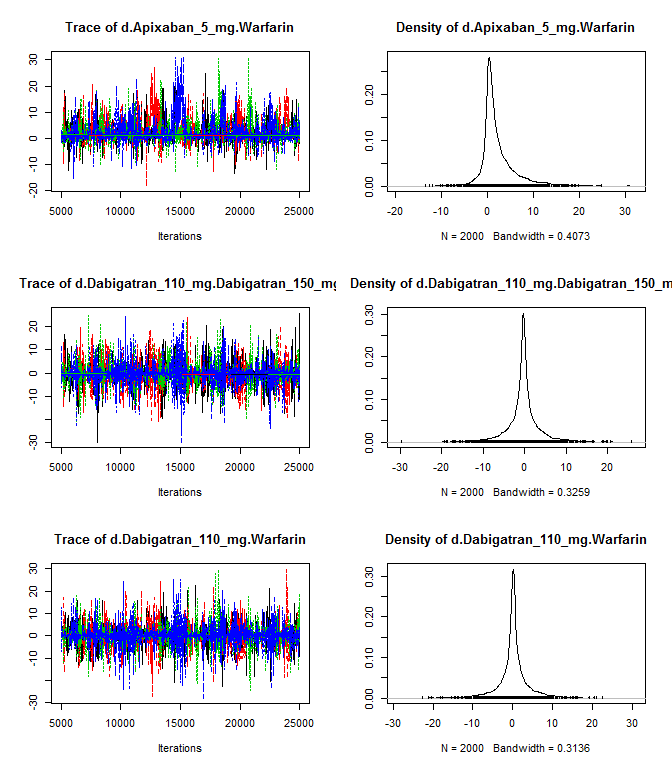 Trace of d.Apixaban_5_mg.Warfarin
30
20
10
0
-10
-20
5000 10000 15000 20000 25000
Iterations
Density of d.Apixaban_5_mg.Warfarin
0.20
0.10
0.00
-20 -10 0 10 20 30
N = 2000 Bandwidth = 0.4073
Trace of d.Dabigatran_110_mg.Dabigatran_150_mg
20
10
0
-10
-30
5000 10000 15000 20000 25000
Iterations
Density of d.Dabigatran_110_mg.Dabigatran_150_m
0.30
0.20
0.10
0.00
-30 -20 -10 0 10 20
N = 2000 Bandwidth = 0.3259
Trace of d.Dabigatran_110_mg.Warfarin
30
20
10
0
-10
-30
5000 10000 15000 20000 25000
Iterations
Density of d.Dabigatran_110_mg.Warfarin
0.30
0.20
0.10
0.00
-30 -20 -10 0 10 20 30
N = 2000 Bandwidth = 0.3136